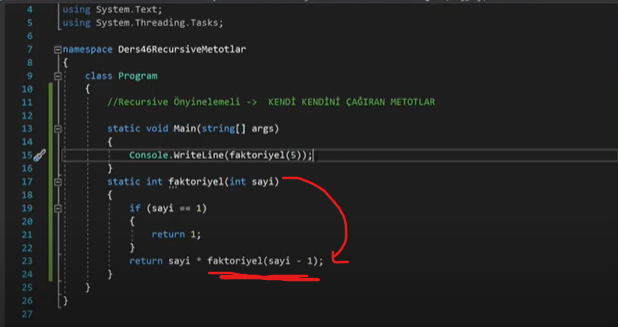 4 using System.Text;
5 using System.Threading.Tasks;
6
7 namespace Ders46RecursiveMetotlar
8 {
9 class Program
10 {
11 //Recursive Önyinelemeli -> KENDİ KENDİNİ ÇAĞIRAN METOTLAR
12
13 static void Main(string[] args)
14 {
15 Console.WriteLine(faktoriyel(5));
16 }
17 static int faktoriyel(int sayi)
18 {
19 if (sayi == 1)
20 {
21 return 1;
22 }
23 return sayi * faktoriyel(sayi - 1);
24 }
25 }
26 }
27